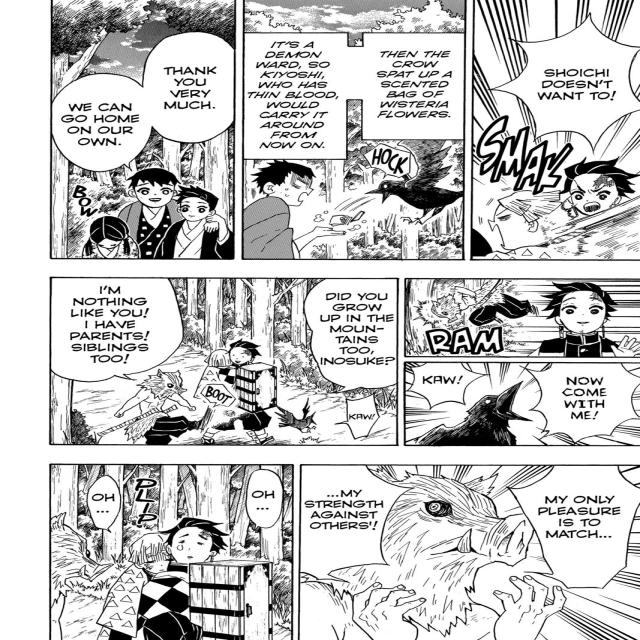 SHOICHI
DOESN'T
WANT TO!
SMAK
THEN THE
CROW
SPAT UP A
SCENTED
BAG OF
WISTERIA
FLOWERS.
IT'S A
DEMON
WARD, SO
KIYOSHI,
WHO HAS
THIN BLOOD,
WOULD
CARRY IT
AROUND
FROM
NOW ON.
HOCK!
THANK
YOU
VERY
MUCH.
WE CAN
GO HOME
ON OUR
OWN.
BOW
RAM
NOW
COME
WITH
ME!
KAW!
DID YOU
GROW
UP IN THE
MOUN-
TAINS
TOO,
INOSUKE?
I'M
NOTHING
LIKE YOU!
I HAVE
PARENTS!
SIBLINGS
TOO!
BOOT
KAW!
MY ONLY
PLEASURE
IS TO
MATCH...
...MY
STRENGTH
AGAINST
OTHERS'!
OH
...
PLIP
OH
...